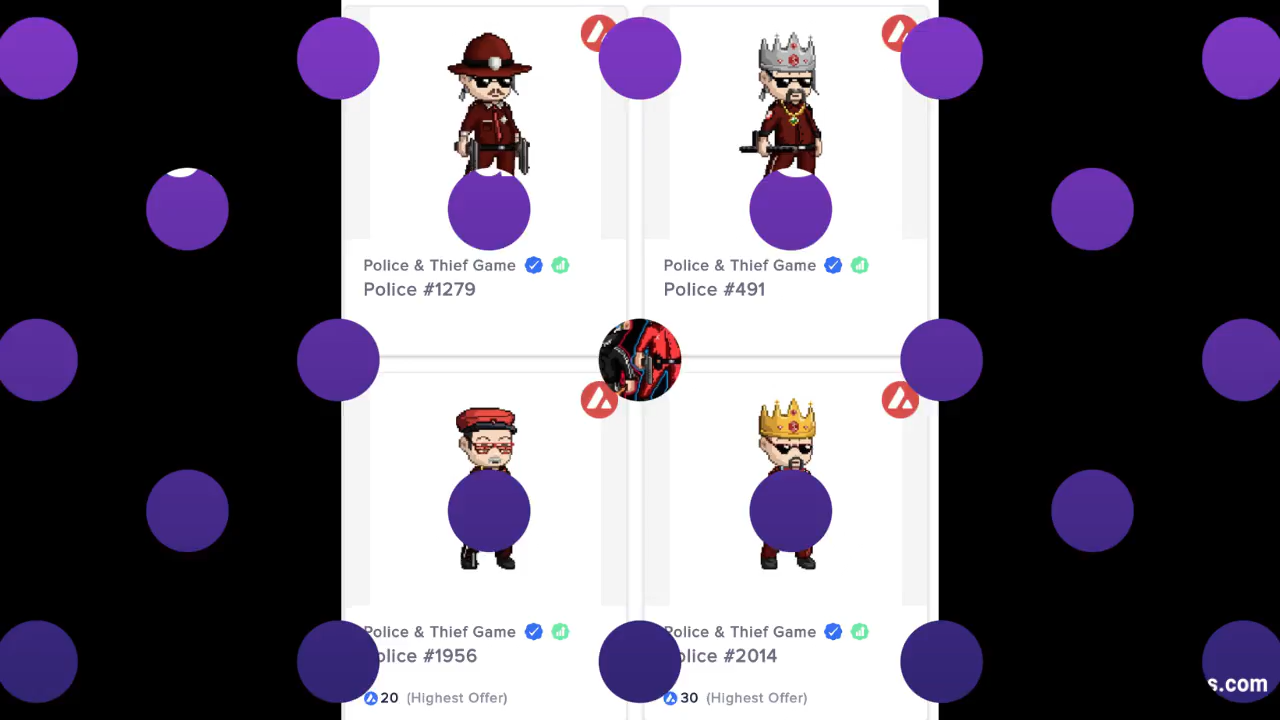 Police & Thief Game
Police #1279
Police & Thief Game
Police #491
Police & Thief Game
olice #1956
20 (Highest Offer)
Police & Thief Game
olice #2014
30 (Highest Offer)
s.com